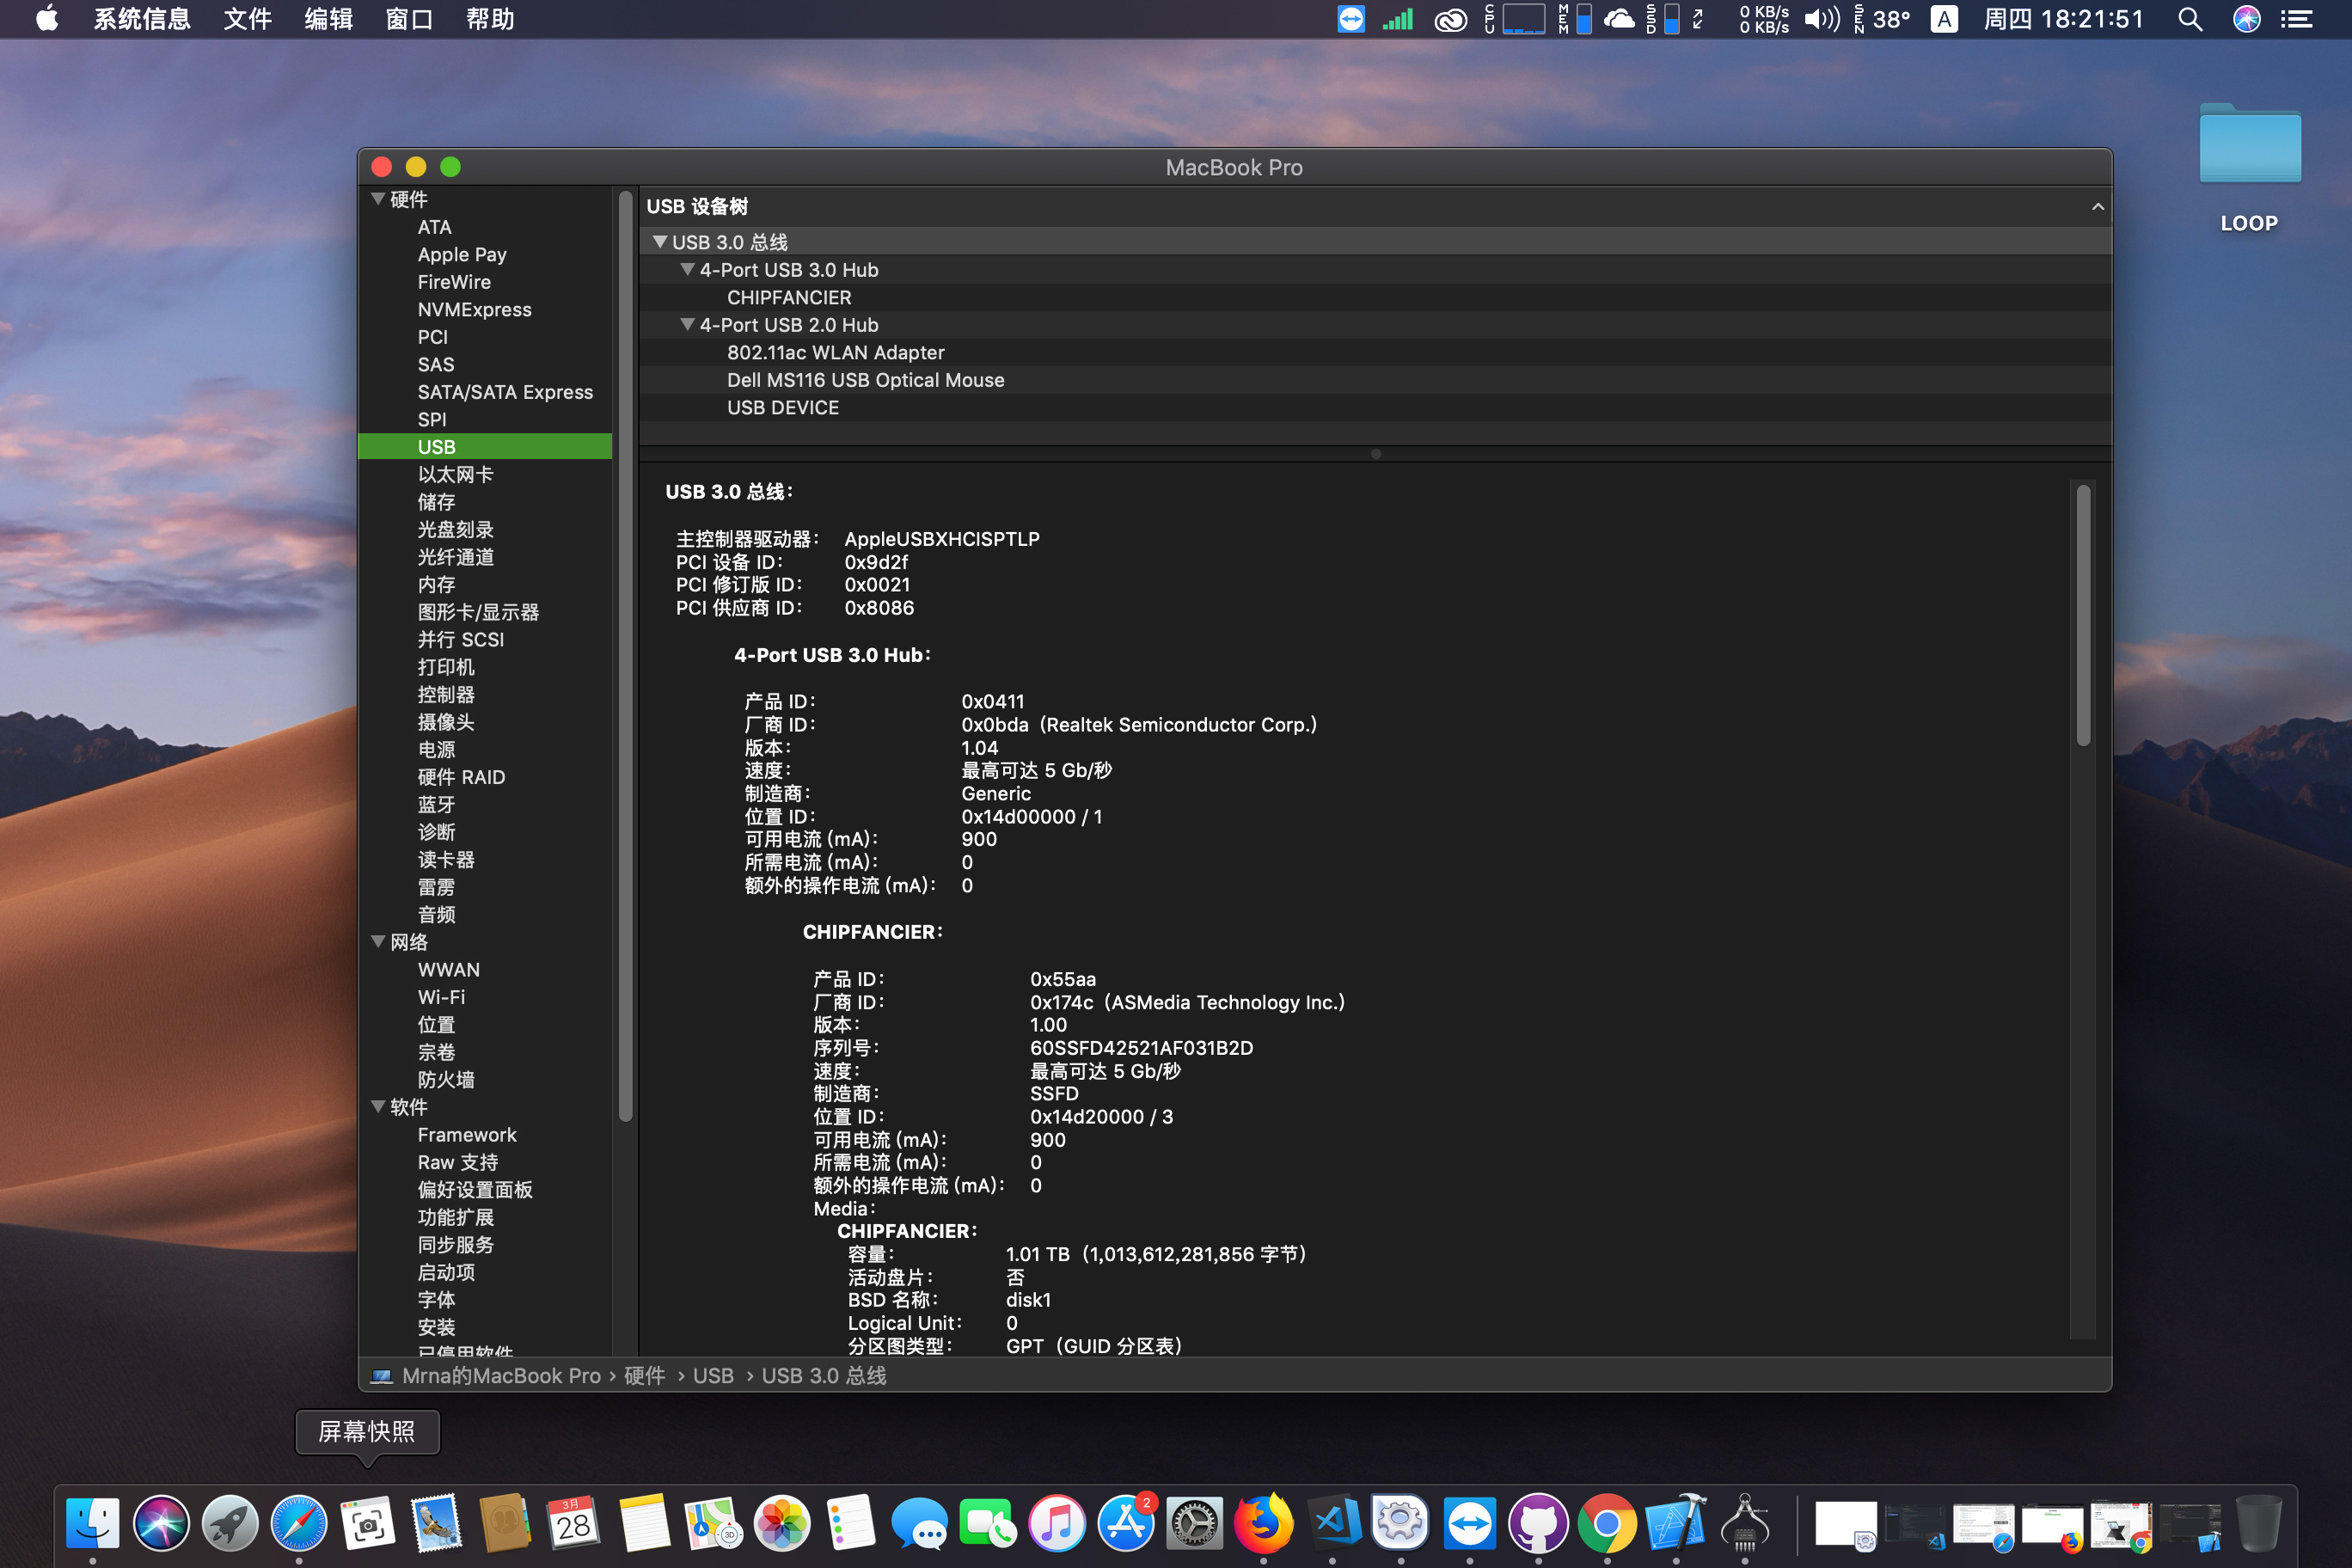 系统信息 文件 编辑 窗口 帮助
CPU MEM SSD 0 KB/s 0 KB/s SEN 38° A 周四 18:21:51
LOOP
MacBook Pro
硬件
ATA
Apple Pay
FireWire
NVMExpress
PCI
SAS
SATA/SATA Express
SPI
USB
以太网卡
储存
光盘刻录
光纤通道
内存
图形卡/显示器
并行 SCSI
打印机
控制器
摄像头
电源
硬件 RAID
蓝牙
诊断
读卡器
雷雳
音频
网络
WWAN
Wi-Fi
位置
宗卷
防火墙
软件
Framework
Raw 支持
偏好设置面板
功能扩展
同步服务
启动项
字体
安装
已停用软件
USB 设备树
USB 3.0 总线
4-Port USB 3.0 Hub
CHIPFANCIER
4-Port USB 2.0 Hub
802.11ac WLAN Adapter
Dell MS116 USB Optical Mouse
USB DEVICE
USB 3.0 总线：
主控制器驱动器： AppleUSBXHCISPTLP
PCI 设备 ID： 0x9d2f
PCI 修订版 ID： 0x0021
PCI 供应商 ID： 0x8086
4-Port USB 3.0 Hub：
产品 ID： 0x0411
厂商 ID： 0x0bda（Realtek Semiconductor Corp.）
版本： 1.04
速度： 最高可达 5 Gb/秒
制造商： Generic
位置 ID： 0x14d00000 / 1
可用电流 (mA)： 900
所需电流 (mA)： 0
额外的操作电流 (mA)： 0
CHIPFANCIER：
产品 ID： 0x55aa
厂商 ID： 0x174c（ASMedia Technology Inc.）
版本： 1.00
序列号： 60SSFD42521AF031B2D
速度： 最高可达 5 Gb/秒
制造商： SSFD
位置 ID： 0x14d20000 / 3
可用电流 (mA)： 900
所需电流 (mA)： 0
额外的操作电流 (mA)： 0
Media：
CHIPFANCIER：
容量： 1.01 TB（1,013,612,281,856 字节）
活动盘片： 否
BSD 名称： disk1
Logical Unit： 0
分区图类型： GPT（GUID 分区表）
Mrna的MacBook Pro › 硬件 › USB › USB 3.0 总线
屏幕快照
3月
28
3D
2